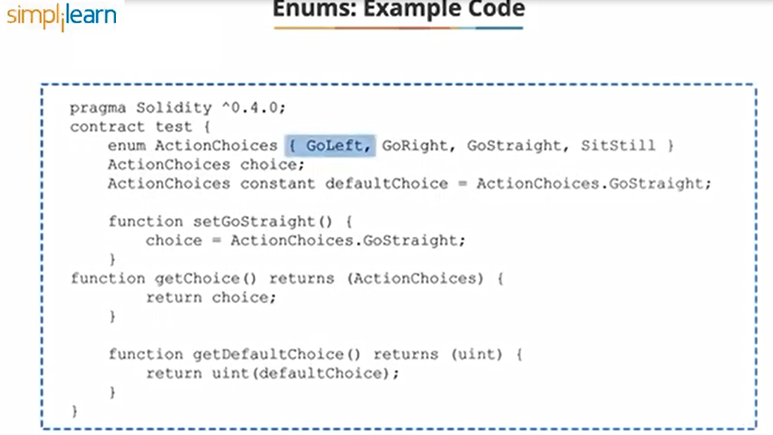 simplilearn
Enums: Example Code
pragma Solidity ^0.4.0;
contract test {
enum ActionChoices { GoLeft, GoRight, GoStraight, SitStill }
ActionChoices choice;
ActionChoices constant defaultChoice = ActionChoices.GoStraight;
function setGoStraight() {
choice = ActionChoices.GoStraight;
}
function getChoice() returns (ActionChoices) {
return choice;
}
function getDefaultChoice() returns (uint) {
return uint(defaultChoice);
}
}